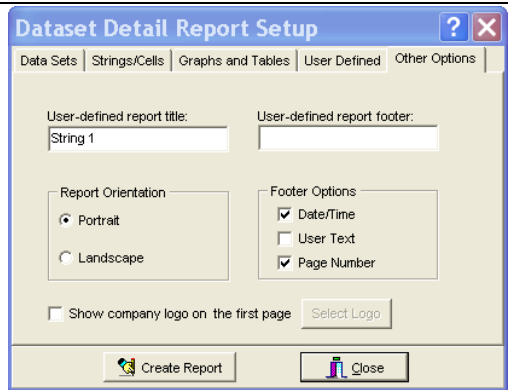 Dataset Detail Report Setup ? X
Data Sets Strings/Cells Graphs and Tables User Defined Other Options
User-defined report title: User-defined report footer:
String 1
Report Orientation Footer Options
Portrait Date/Time
User Text
Landscape Page Number
Show company logo on the first page Select Logo
Create Report Close